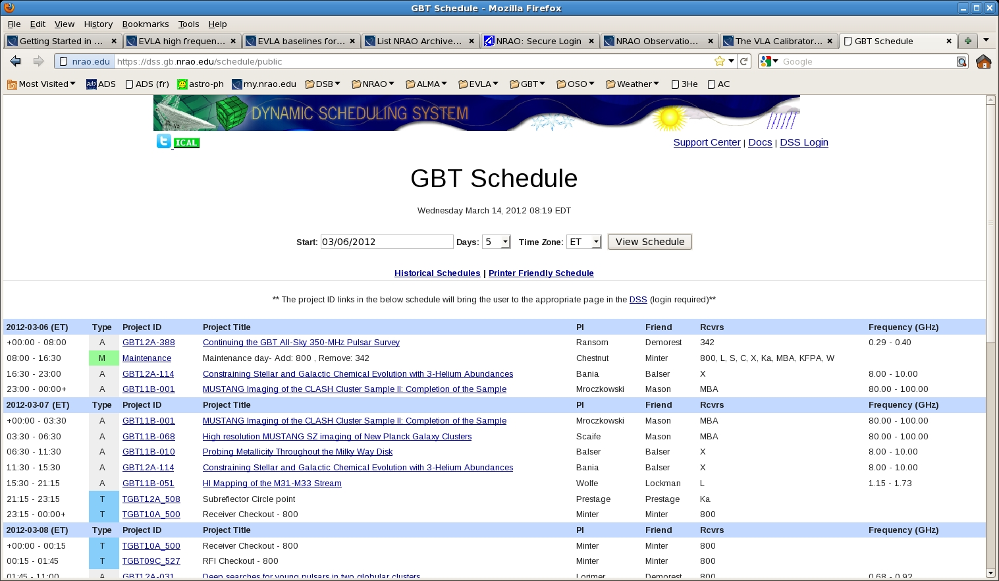 GBT Schedule - Mozilla Firefox
File Edit View History Bookmarks Tools Help
Getting Started in ... EVLA high frequen... EVLA baselines for... List NRAO Archive... NRAO: Secure Login NRAO Observatio... The VLA Calibrator... GBT Schedule
nrao.edu https://dss.gb.nrao.edu/schedule/public Google
Most Visited ads ADS ADS (fr) astro-ph my.nrao.edu DSB NRAO ALMA EVLA GBT OSO Weather 3He AC
DYNAMIC SCHEDULING SYSTEM
ICAL Support Center | Docs | DSS Login
GBT Schedule
Wednesday March 14, 2012 08:19 EDT
Start: 03/06/2012 Days: 5 Time Zone: ET View Schedule
Historical Schedules | Printer Friendly Schedule
** The project ID links in the below schedule will bring the user to the appropriate page in the DSS (login required)**
2012-03-06 (ET) Type Project ID Project Title PI Friend Rcvrs Frequency (GHz)
+00:00 - 08:00 A GBT12A-388 Continuing the GBT All-Sky 350-MHz Pulsar Survey Ransom Demorest 342 0.29 - 0.40
08:00 - 16:30 M Maintenance Maintenance day- Add: 800 , Remove: 342 Chestnut Minter 800, L, S, C, X, Ka, MBA, KFPA, W
16:30 - 23:00 A GBT12A-114 Constraining Stellar and Galactic Chemical Evolution with 3-Helium Abundances Bania Balser X 8.00 - 10.00
23:00 - 00:00+ A GBT11B-001 MUSTANG Imaging of the CLASH Cluster Sample II: Completion of the Sample Mroczkowski Mason MBA 80.00 - 100.00
2012-03-07 (ET) Type Project ID Project Title PI Friend Rcvrs Frequency (GHz)
+00:00 - 03:30 A GBT11B-001 MUSTANG Imaging of the CLASH Cluster Sample II: Completion of the Sample Mroczkowski Mason MBA 80.00 - 100.00
03:30 - 06:30 A GBT11B-068 High resolution MUSTANG SZ imaging of New Planck Galaxy Clusters Scaife Mason MBA 80.00 - 100.00
06:30 - 11:30 A GBT11B-010 Probing Metallicity Throughout the Milky Way Disk Balser Balser X 8.00 - 10.00
11:30 - 15:30 A GBT12A-114 Constraining Stellar and Galactic Chemical Evolution with 3-Helium Abundances Bania Balser X 8.00 - 10.00
15:30 - 21:15 A GBT11B-051 HI Mapping of the M31-M33 Stream Wolfe Lockman L 1.15 - 1.73
21:15 - 23:15 T TGBT12A_508 Subreflector Circle point Prestage Prestage Ka
23:15 - 00:00+ T TGBT10A_500 Receiver Checkout - 800 Minter Minter 800
2012-03-08 (ET) Type Project ID Project Title PI Friend Rcvrs Frequency (GHz)
+00:00 - 00:15 T TGBT10A_500 Receiver Checkout - 800 Minter Minter 800
00:15 - 01:45 T TGBT09C_527 RFI Checkout - 800 Minter Minter 800
01:45 - 11:00 A GBT12A-031 Deep searches for young pulsars in two globular clusters Lorimer Demorest 800 0.68 - 0.92